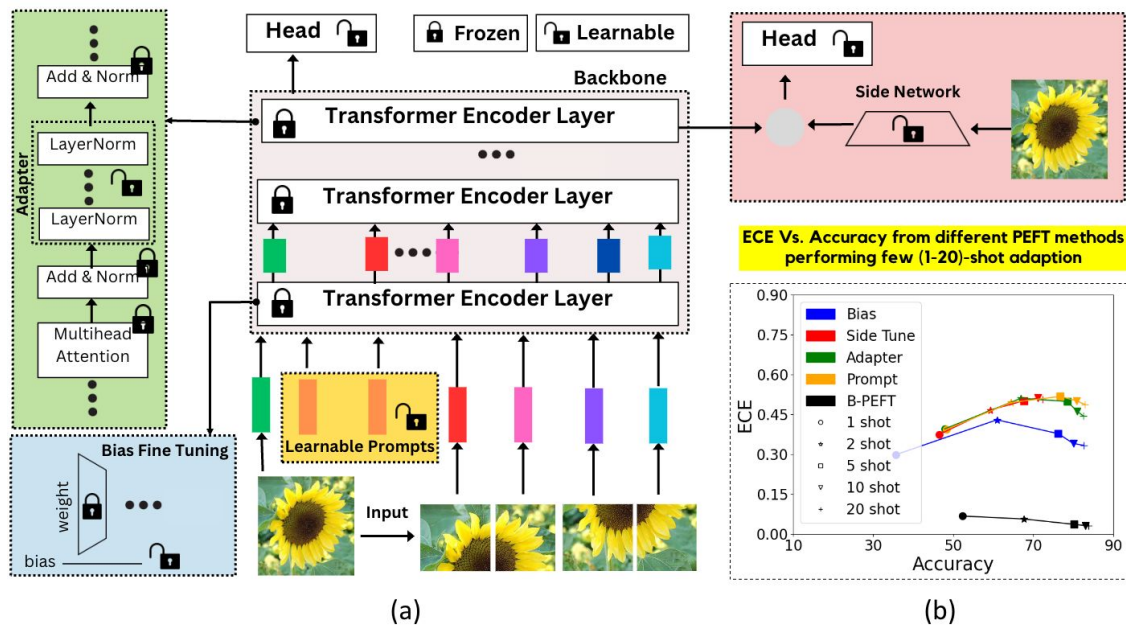 Add & Norm
LayerNorm
LayerNorm
Adapter
Add & Norm
Multihead
Attention
Head
Frozen
Learnable
Backbone
Transformer Encoder Layer
Transformer Encoder Layer
Transformer Encoder Layer
Learnable Prompts
Bias Fine Tuning
weight
bias
Input
(a)
Head
Side Network
ECE Vs. Accuracy from different PEFT methods
performing few (1-20)-shot adaption
0.90
0.75
0.60
0.45
0.30
0.15
0.00
ECE
Bias
Side Tune
Adapter
Prompt
B-PEFT
1 shot
2 shot
5 shot
10 shot
20 shot
10 30 50 70 90
Accuracy
(b)